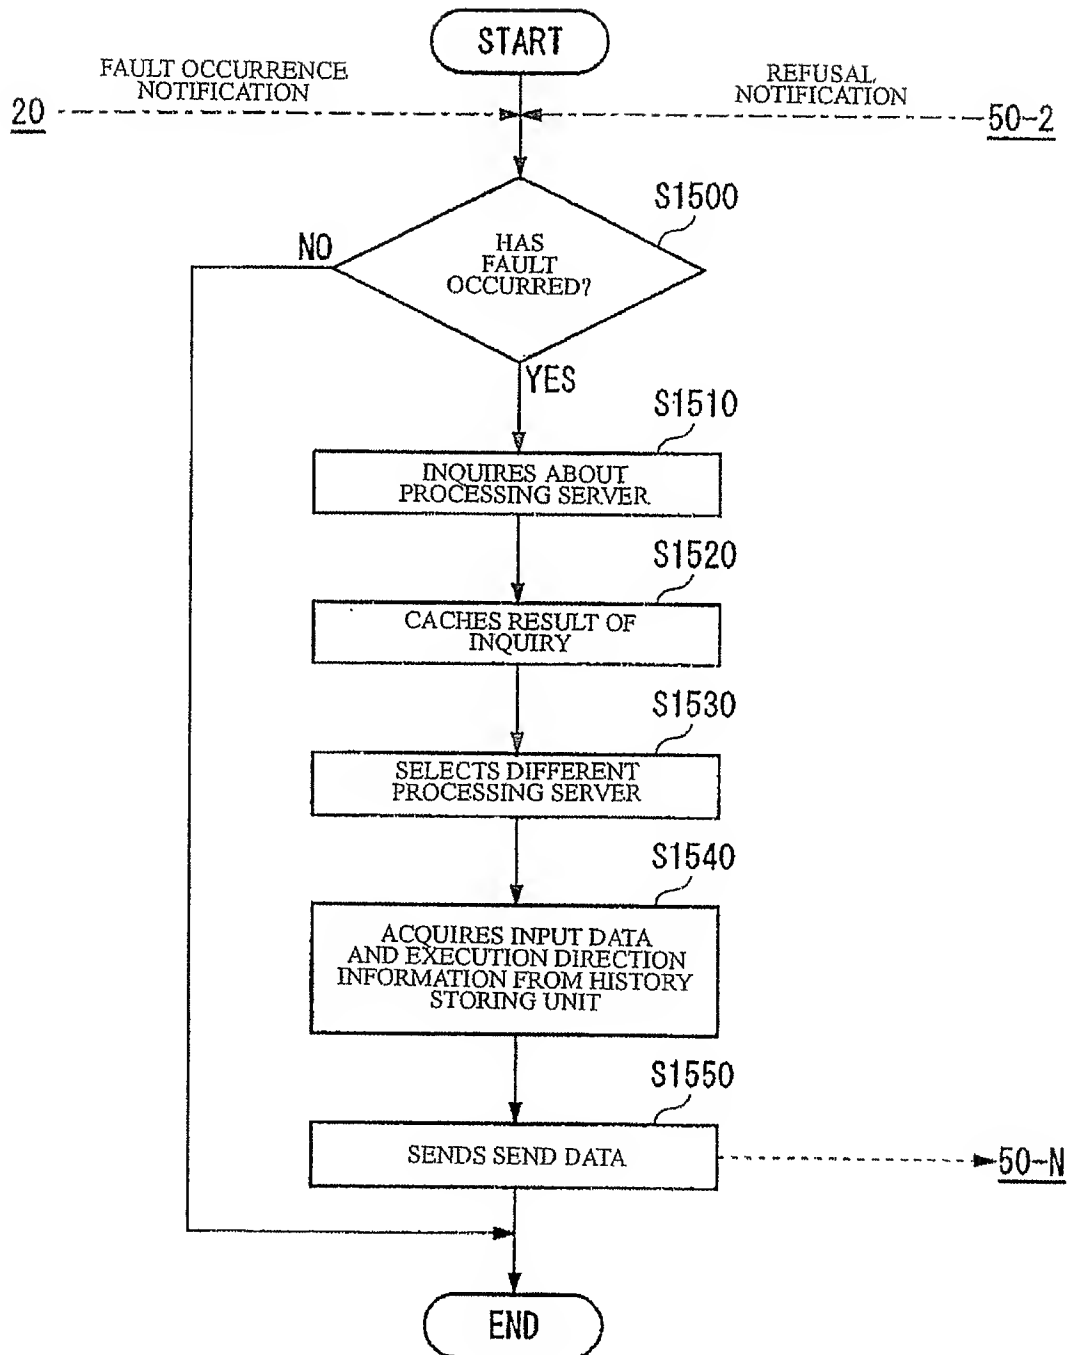 START
FAULT OCCURRENCE
NOTIFICATION
REFUSAL
NOTIFICATION
20
50-2
S1500
NO
HAS
FAULT
OCCURRED?
YES
S1510
INQUIRES ABOUT
PROCESSING SERVER
S1520
CACHES RESULT OF
INQUIRY
S1530
SELECTS DIFFERENT
PROCESSING SERVER
S1540
ACQUIRES INPUT DATA
AND EXECUTION DIRECTION
INFORMATION FROM HISTORY
STORING UNIT
S1550
SENDS SEND DATA
50-N
END